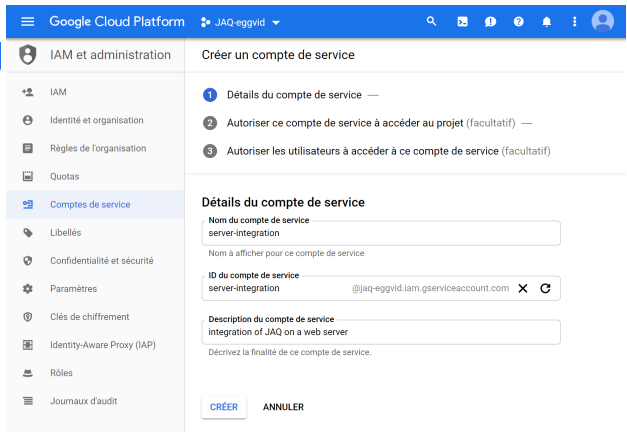 Google Cloud Platform
JAQ-eggvid
IAM et administration
Créer un compte de service
IAM
Identité et organisation
Règles de l'organisation
Quotas
Comptes de service
Libellés
Confidentialité et sécurité
Paramètres
Clés de chiffrement
Identity-Aware Proxy (IAP)
Rôles
Journaux d'audit
1 Détails du compte de service —
2 Autoriser ce compte de service à accéder au projet (facultatif) —
3 Autoriser les utilisateurs à accéder à ce compte de service (facultatif)
Détails du compte de service
Nom du compte de service
server-integration
Nom à afficher pour ce compte de service
ID du compte de service
server-integration @jaq-eggvid.iam.gserviceaccount.com
Description du compte de service
integration of JAQ on a web server
Décrivez la finalité de ce compte de service.
CRÉER ANNULER